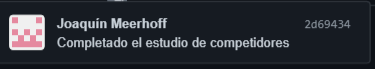 Joaquín Meerhoff 2d69434
Completado el estudio de competidores